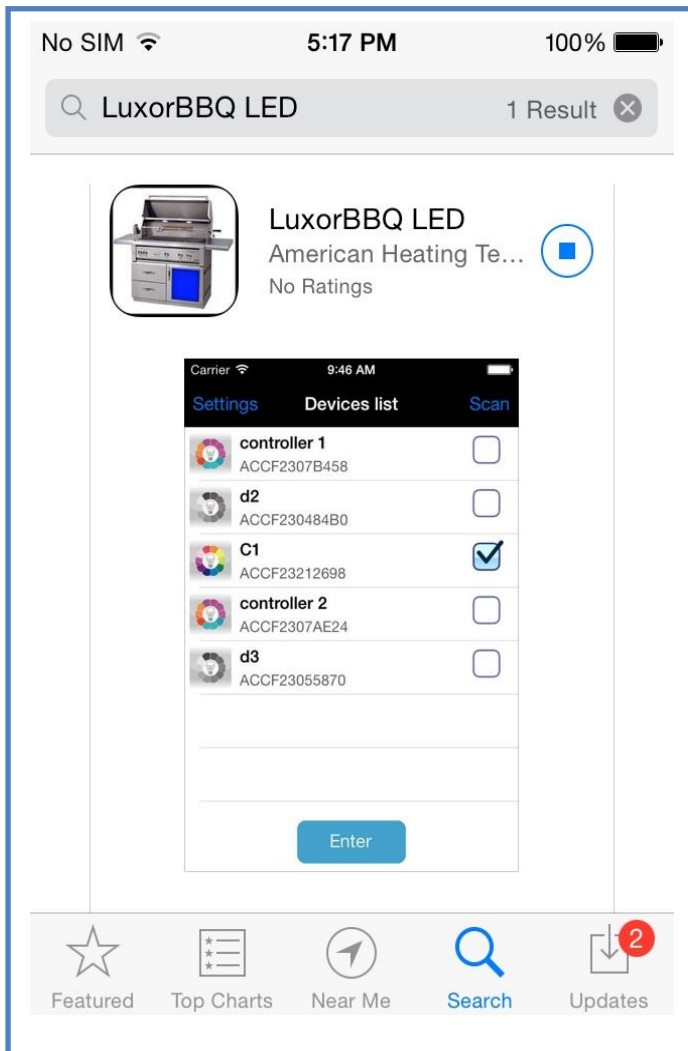 No SIM 5:17 PM 100%
LuxorBBQ LED 1 Result
LuxorBBQ LED
American Heating Te...
No Ratings
Carrier 9:46 AM
Settings Devices list Scan
controller 1
ACCF2307B458
d2
ACCF230484B0
C1
ACCF23212698
controller 2
ACCF2307AE24
d3
ACCF23055870
Enter
2
Featured Top Charts Near Me Search Updates